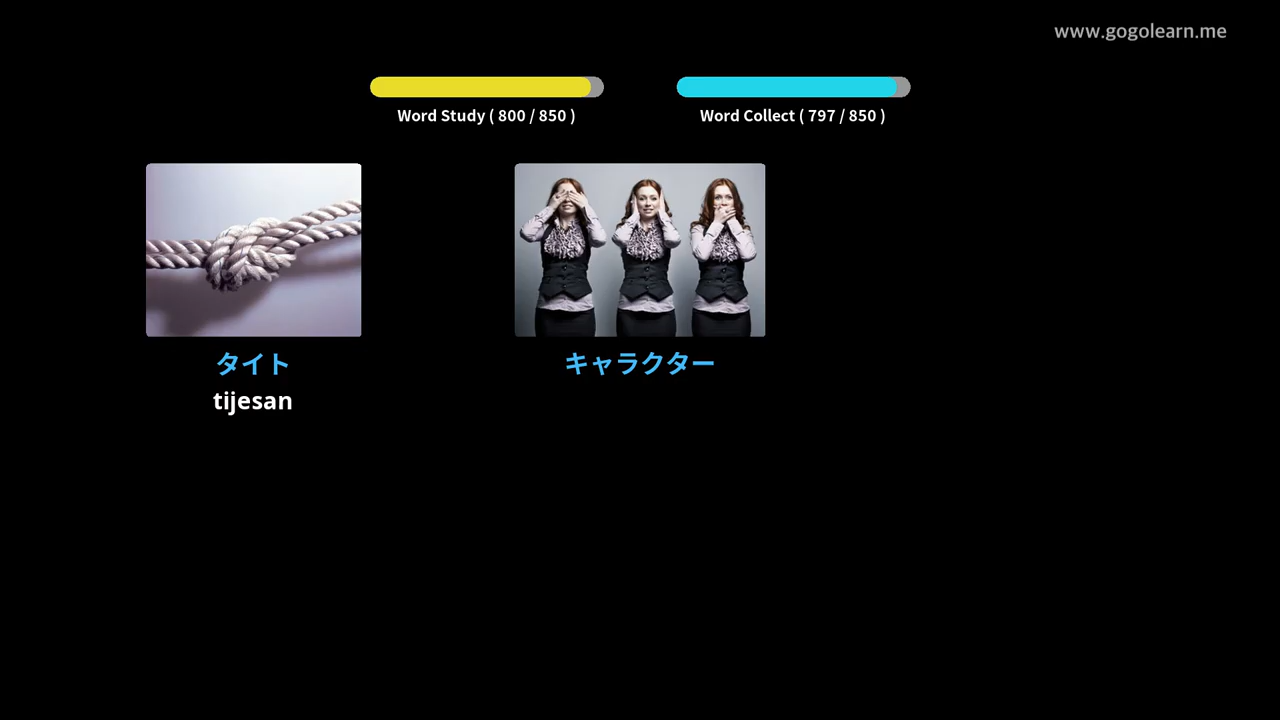 www.gogolearn.me
Word Study ( 800 / 850 )
Word Collect ( 797 / 850 )
タイト
tijesan
キャラクター